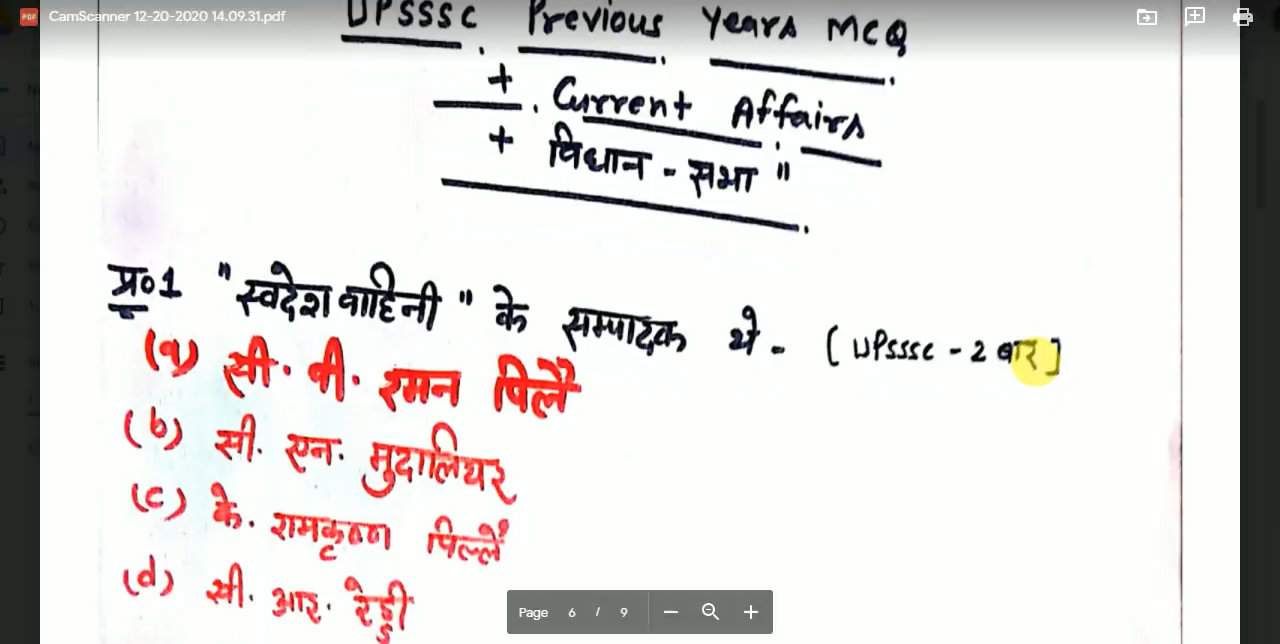 CamScanner 12-20-2020 14.09.31.pdf
UPSSSC Previous Years MCQ
+ Current Affairs
+ विधान - सभा"
प्र०1 "स्वदेशवाहिनी" के सम्पादक थे - (UPSSSC - 2 बार]
(a) सी. वी. रमन पिलै
(b) सी. एन. मुदालियर
(c) के. रामकृष्ण पिल्लै
(d) सी. आर. रेड्डी
Page 6 / 9